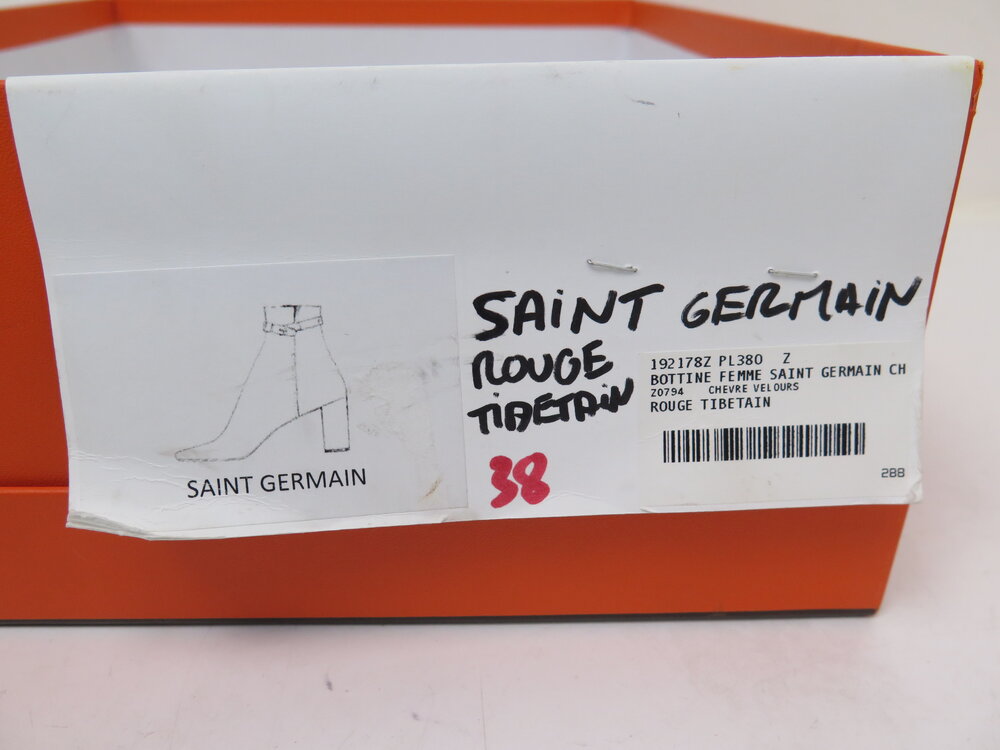 SAINT GERMAIN
ROUGE
TIBETAIN
38
192178Z PL380 Z
BOTTINE FEMME SAINT GERMAIN CH
Z0794 CHEVRE VELOURS
ROUGE TIBETAIN
288
SAINT GERMAIN